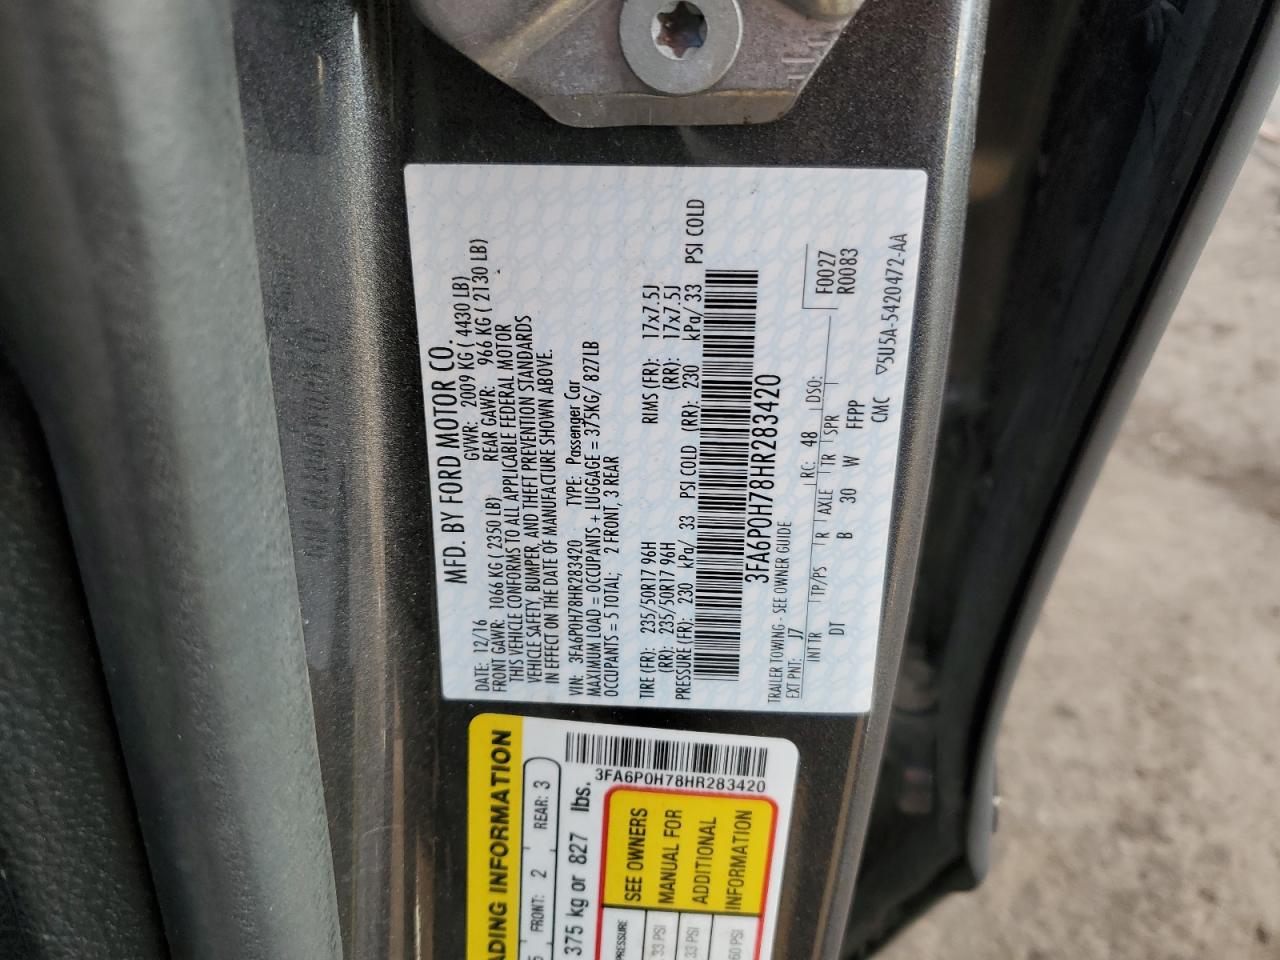 MFD. BY FORD MOTOR CO.
DATE: 12/16 GVWR: 2009 KG ( 4430 LB)
FRONT GAWR: 1066 KG ( 2350 LB) REAR GAWR: 966 KG ( 2130 LB)
THIS VEHICLE CONFORMS TO ALL APPLICABLE FEDERAL MOTOR
VEHICLE SAFETY, BUMPER, AND THEFT PREVENTION STANDARDS
IN EFFECT ON THE DATE OF MANUFACTURE SHOWN ABOVE.
VIN: 3FA6P0H78HR283420 TYPE: Passenger Car
MAXIMUM LOAD = OCCUPANTS + LUGGAGE = 375KG/ 827LB
OCCUPANTS = 5 TOTAL; 2 FRONT, 3 REAR
TIRE (FR): 235/50R17 96H RIMS (FR): 17x7.5J
(RR): 235/50R17 96H (RR): 17x7.5J
PRESSURE (FR): 230 kPa/ 33 PSI COLD (RR): 230 kPa/ 33 PSI COLD
3FA6P0H78HR283420
TRAILER TOWING - SEE OWNER GUIDE
EXT PNT: J7 RC: 48 DSO: F0027
R0083
INT TR TP/PS R AXLE TR SPR
DT B 30 W FFPP
CMC ▽5U5A-5420472-AA
ADING INFORMATION
FRONT: 2 REAR: 3
375 kg or 827 lbs.
3FA6P0H78HR283420
PRESSURE
33 PSI
33 PSI
60 PSI
SEE OWNERS
MANUAL FOR
ADDITIONAL
INFORMATION